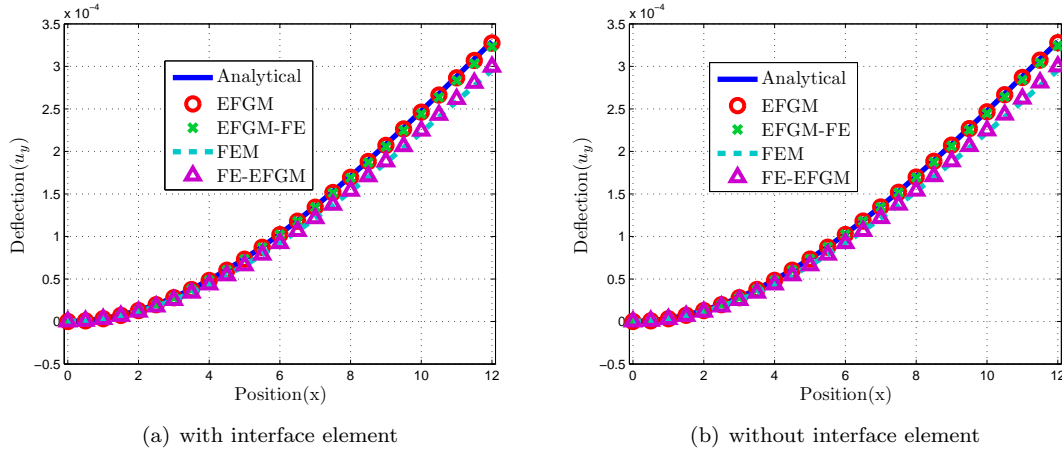 x 10⁻⁴
3.5
3
2.5
2
1.5
1
0.5
0
−0.5
Deflection(u_y)
Analytical
EFGM
EFGM-FE
FEM
FE-EFGM
0 2 4 6 8 10 12
Position(x)
(a) with interface element
x 10⁻⁴
3.5
3
2.5
2
1.5
1
0.5
0
−0.5
Deflection(u_y)
Analytical
EFGM
EFGM-FE
FEM
FE-EFGM
0 2 4 6 8 10 12
Position(x)
(b) without interface element